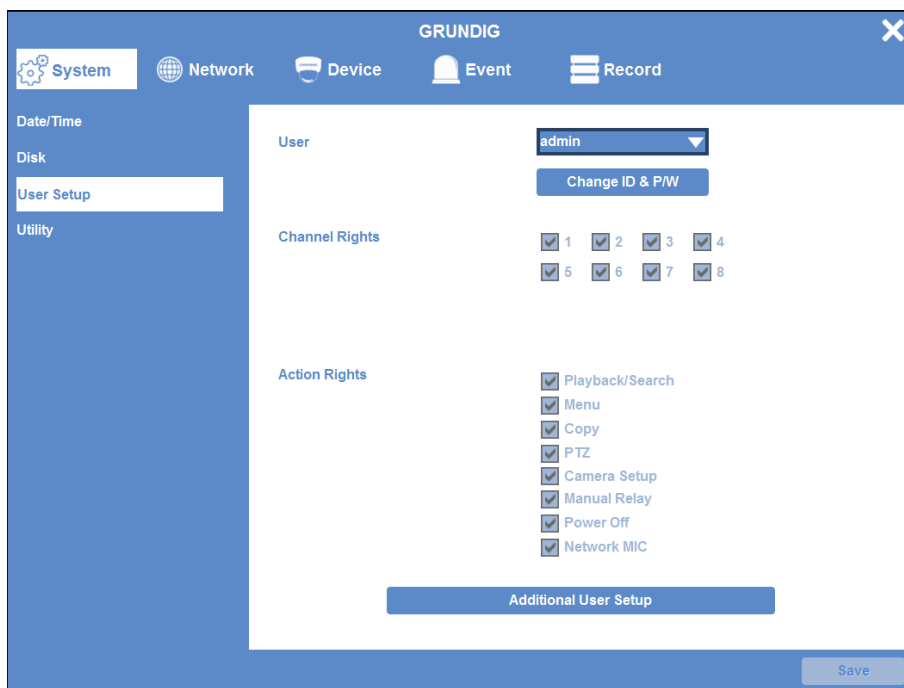 GRUNDIG
System Network Device Event Record
Date/Time
Disk
User Setup
Utility
User admin
Change ID & P/W
Channel Rights 1 2 3 4
5 6 7 8
Action Rights Playback/Search
Menu
Copy
PTZ
Camera Setup
Manual Relay
Power Off
Network MIC
Additional User Setup
Save